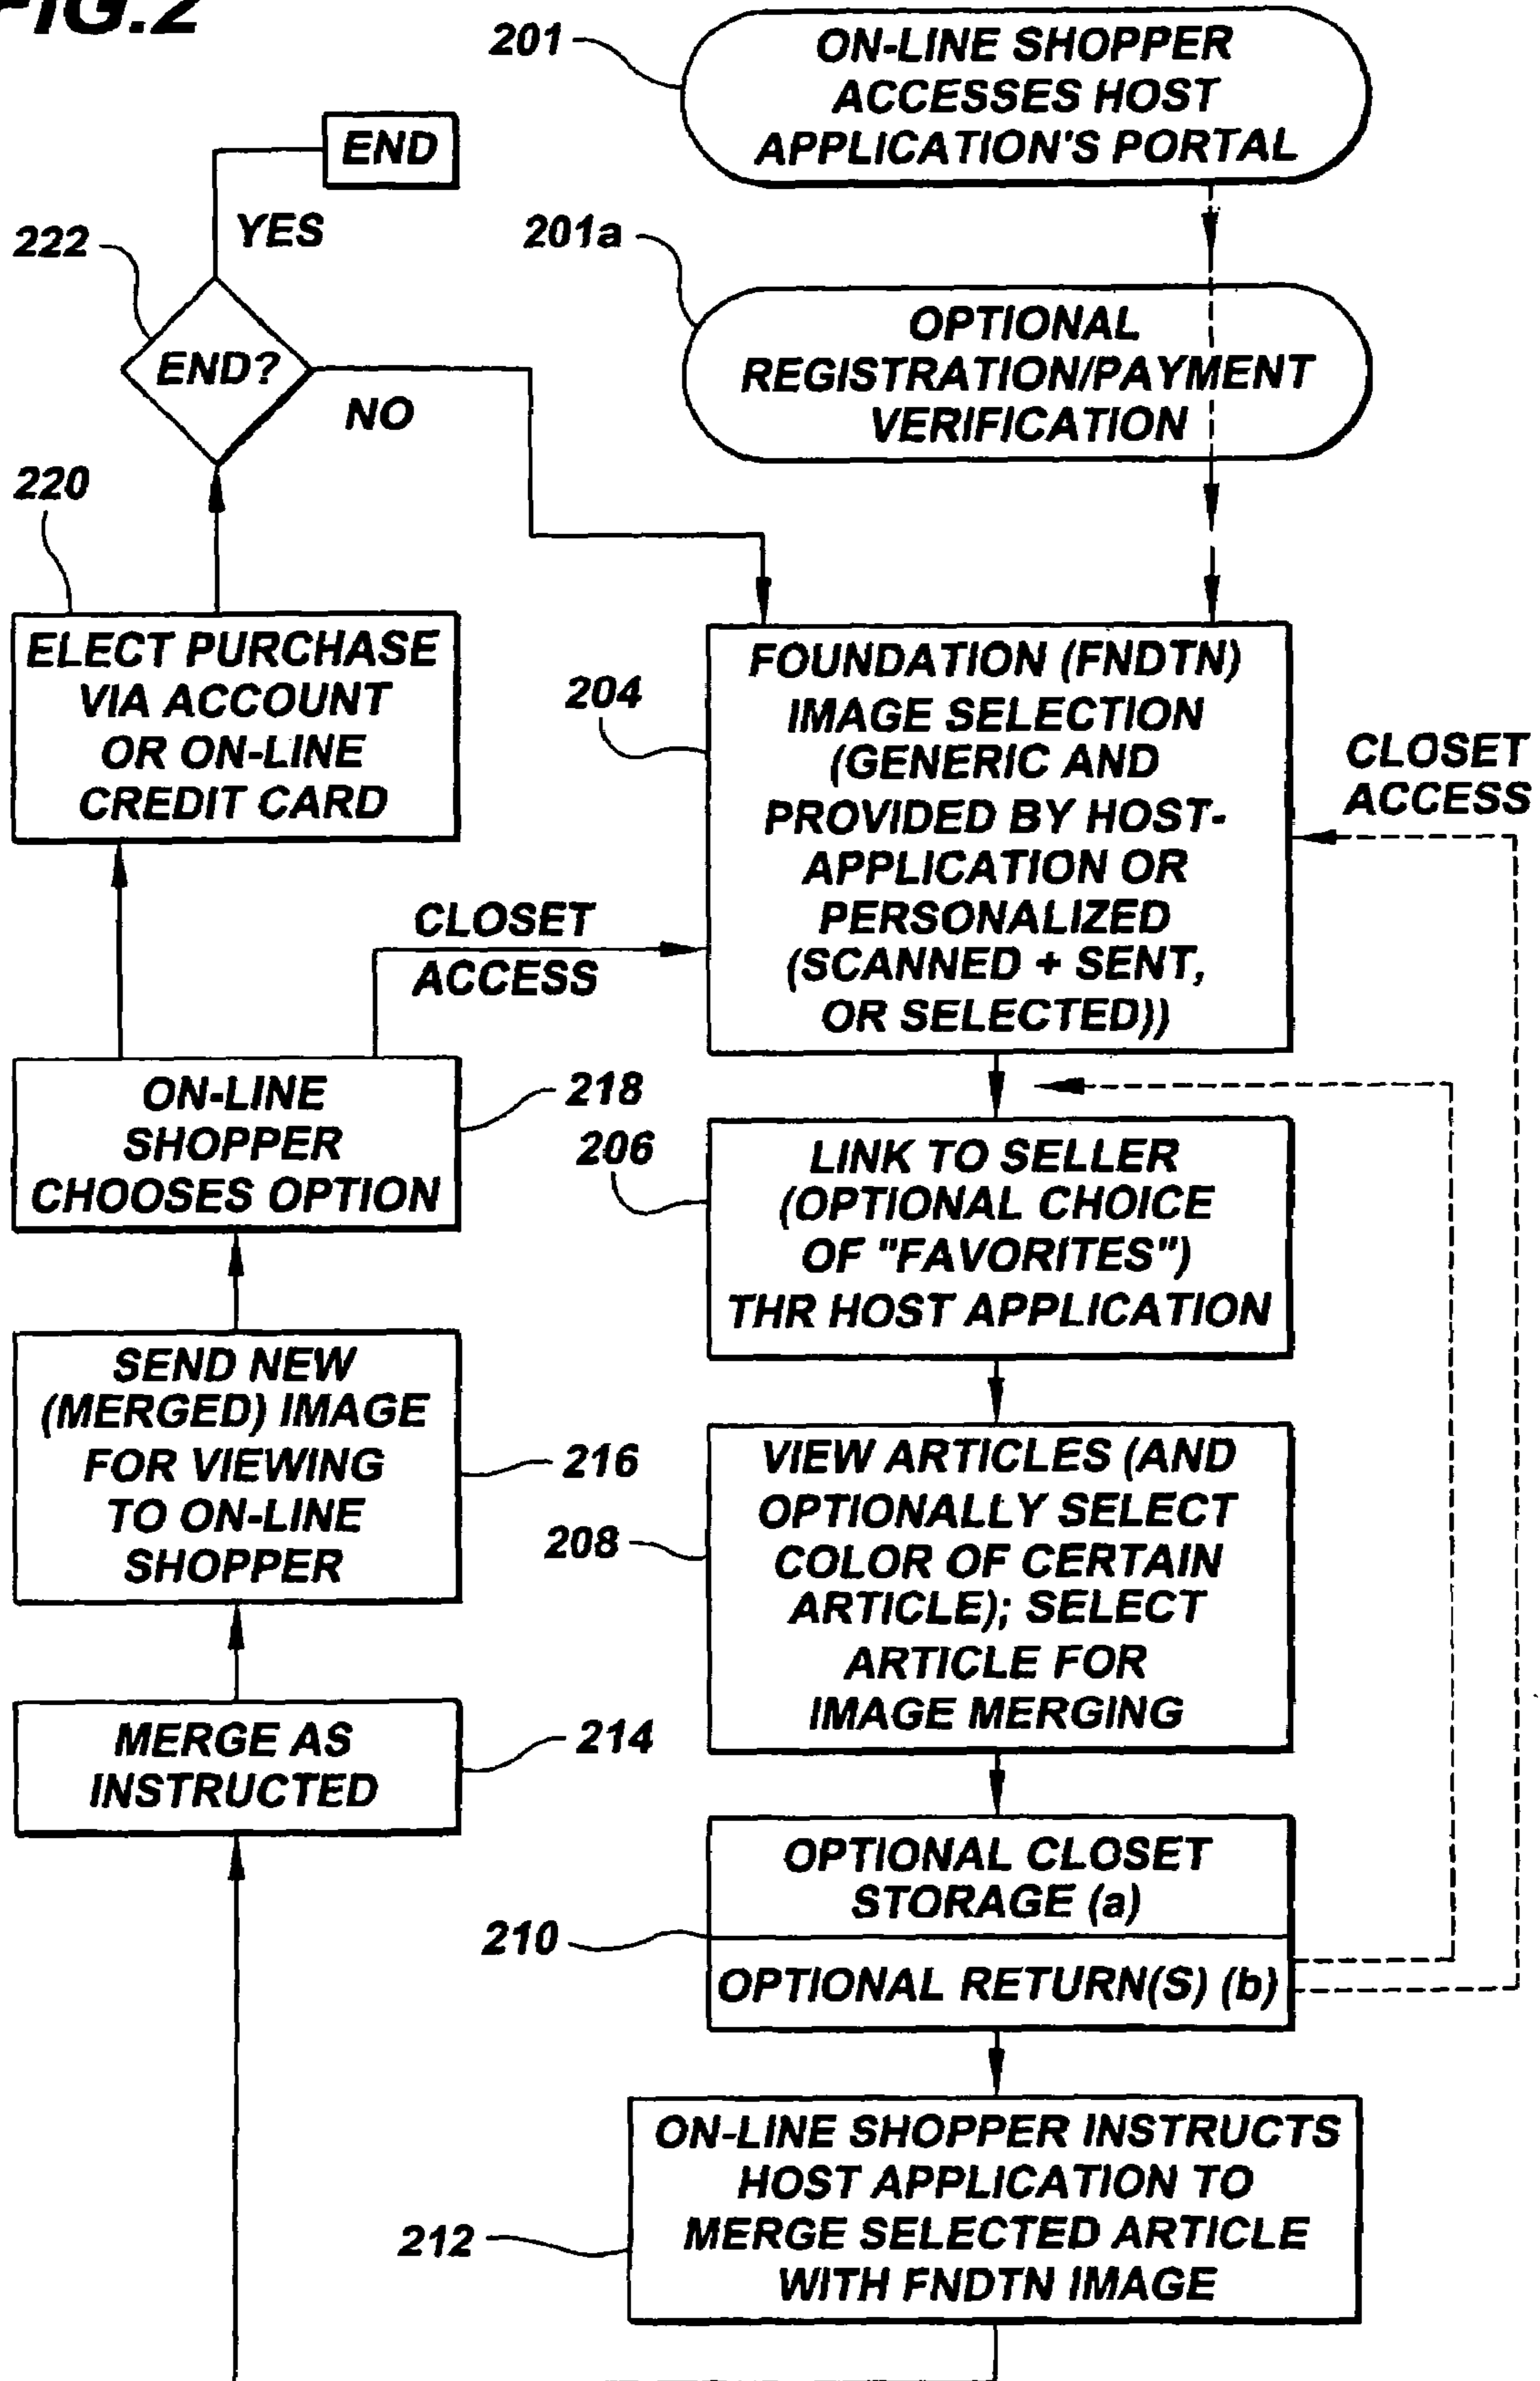 FIG.2
201
ON-LINE SHOPPER
ACCESSES HOST
APPLICATION'S PORTAL
201a
OPTIONAL
REGISTRATION/PAYMENT
VERIFICATION
END
YES
222
END?
NO
220
ELECT PURCHASE
VIA ACCOUNT
OR ON-LINE
CREDIT CARD
204
FOUNDATION (FNDTN)
IMAGE SELECTION
(GENERIC AND
PROVIDED BY HOST-
APPLICATION OR
PERSONALIZED
(SCANNED + SENT,
OR SELECTED))
CLOSET
ACCESS
CLOSET
ACCESS
ON-LINE
SHOPPER
CHOOSES OPTION
218
206
LINK TO SELLER
(OPTIONAL CHOICE
OF "FAVORITES")
THR HOST APPLICATION
SEND NEW
(MERGED) IMAGE
FOR VIEWING
TO ON-LINE
SHOPPER
216
208
VIEW ARTICLES (AND
OPTIONALLY SELECT
COLOR OF CERTAIN
ARTICLE); SELECT
ARTICLE FOR
IMAGE MERGING
MERGE AS
INSTRUCTED
214
OPTIONAL CLOSET
STORAGE (a)
210
OPTIONAL RETURN(S) (b)
212
ON-LINE SHOPPER INSTRUCTS
HOST APPLICATION TO
MERGE SELECTED ARTICLE
WITH FNDTN IMAGE